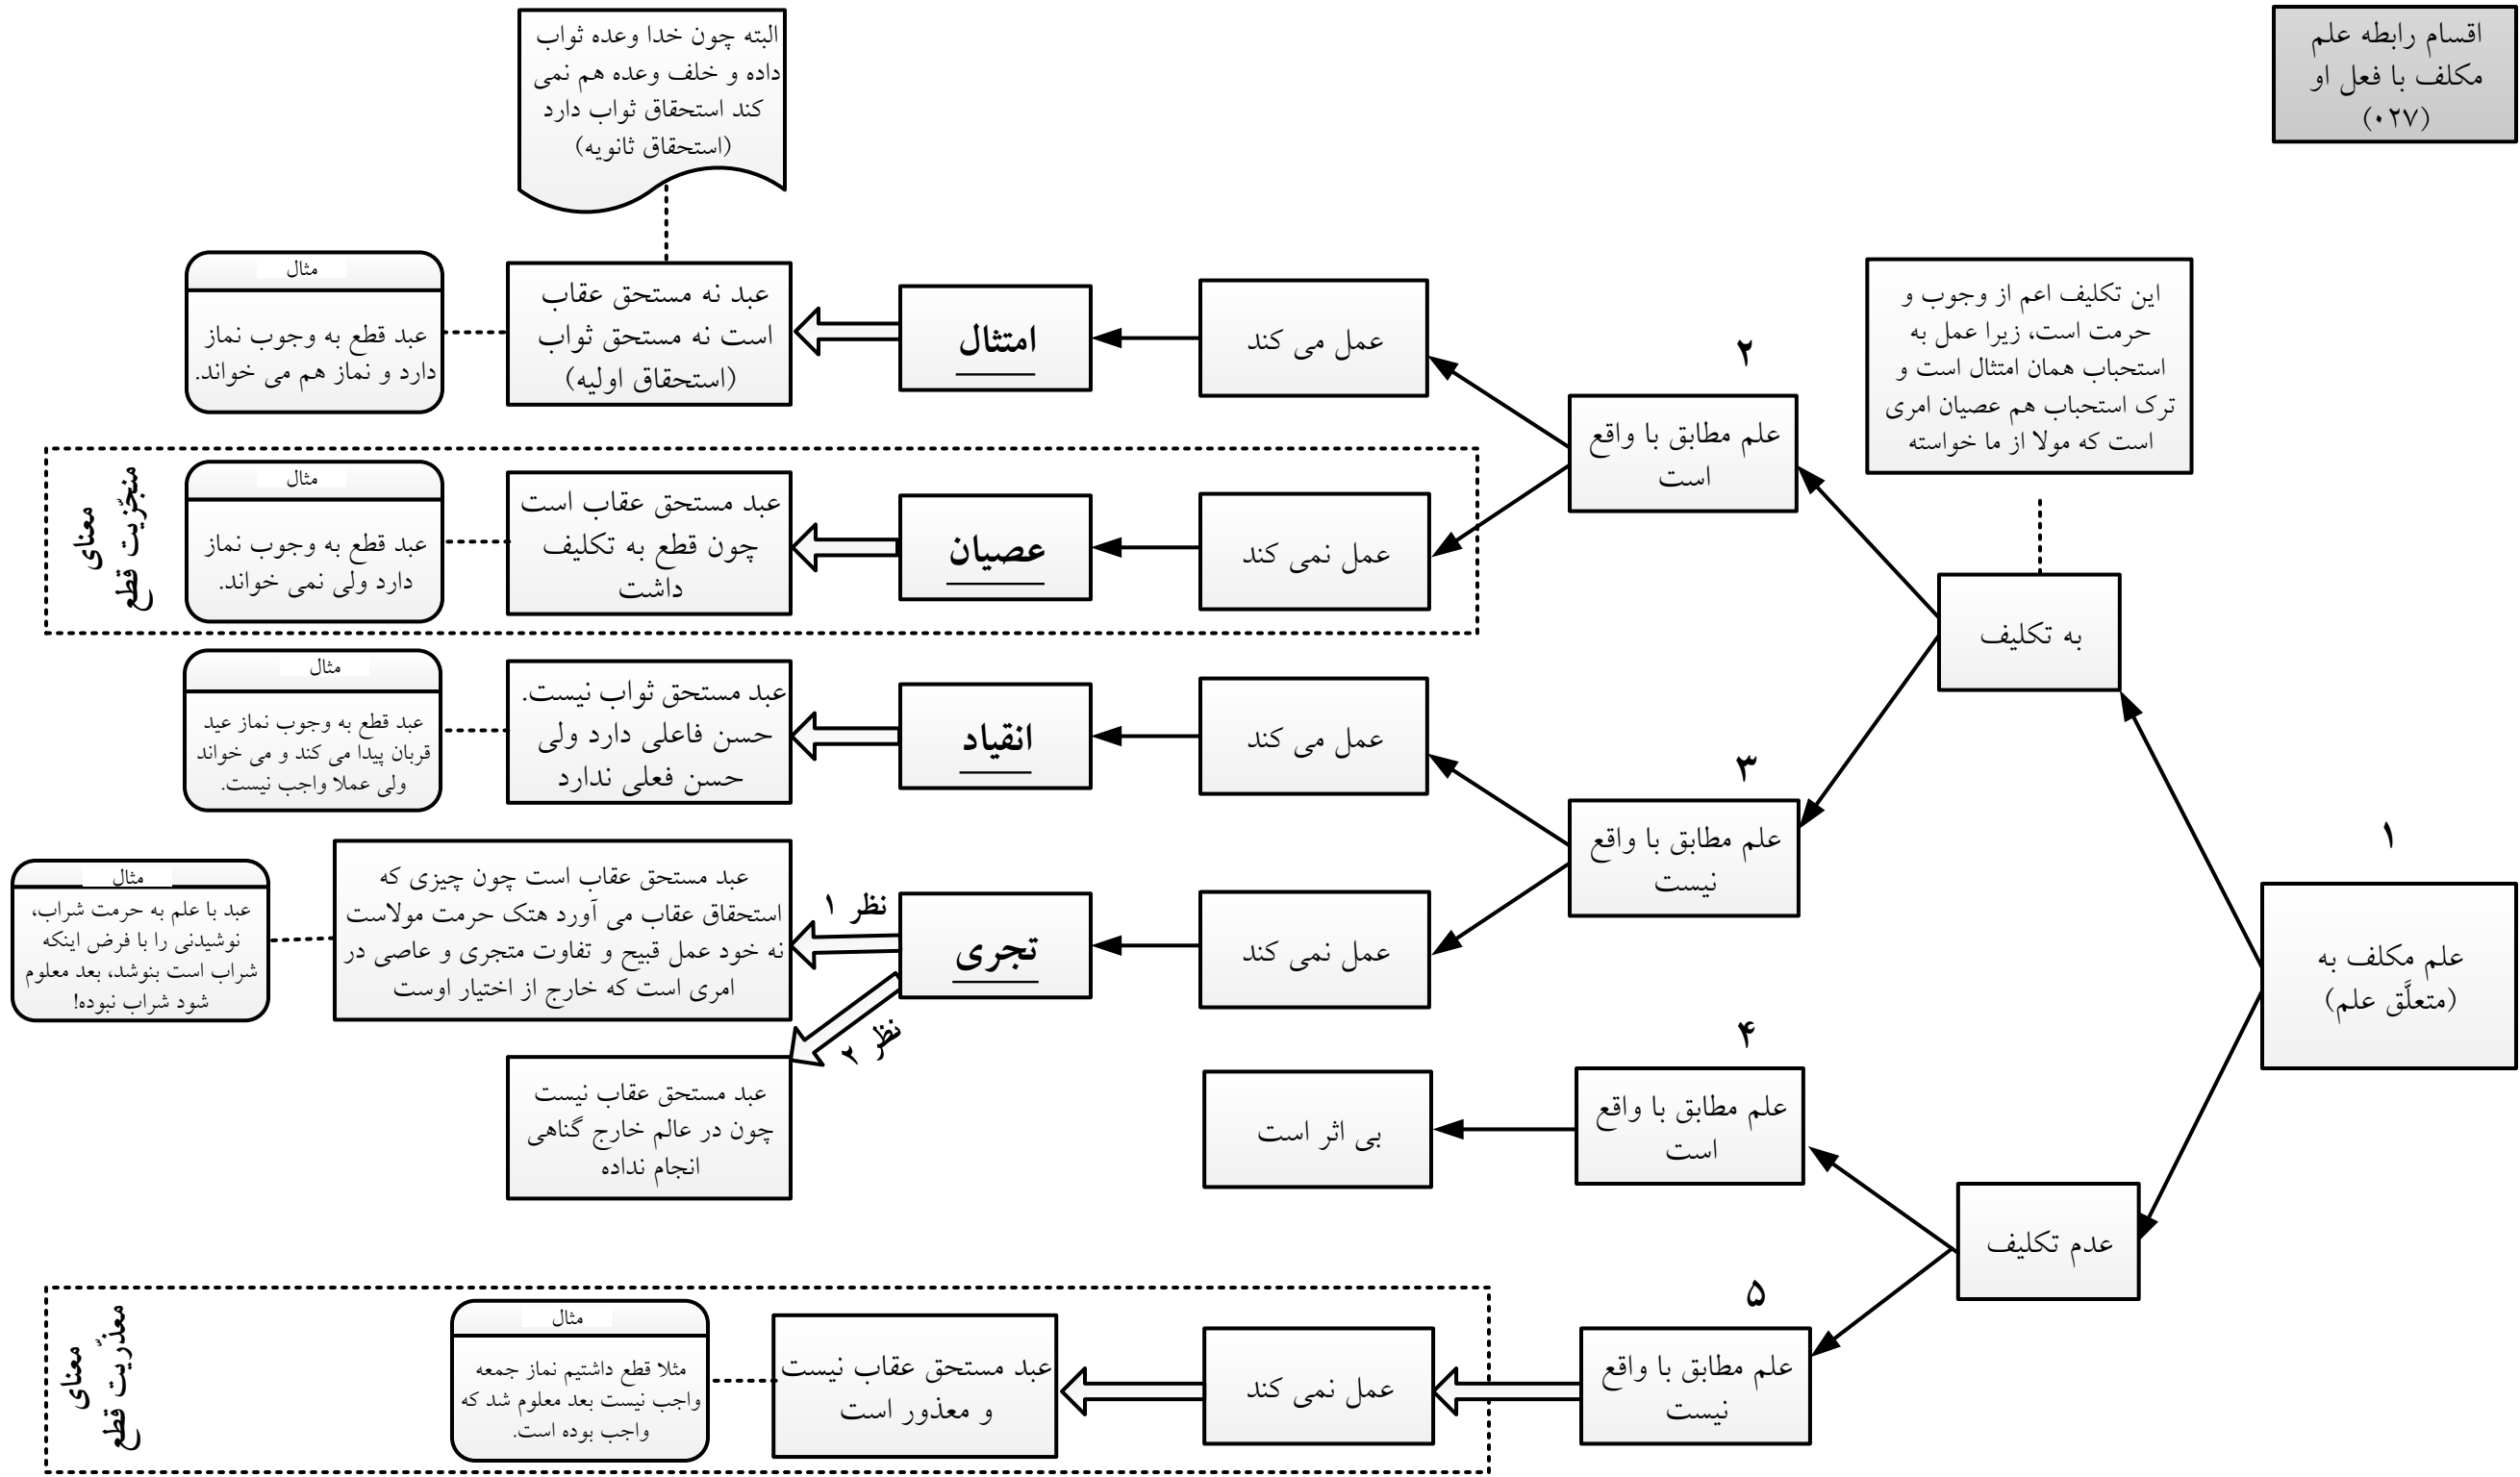 اقسام رابطه علم
مکلف با فعل او
(۰۲۷)
البته چون خدا وعده ثواب
داده و خلف وعده هم نمی
کند استحقاق ثواب دارد
(استحقاق ثانویه)
۱
علم مکلف به
(متعلَّق علم)
این تکلیف اعم از وجوب و
حرمت است، زیرا عمل به
استحباب همان امتثال است و
ترک استحباب هم عصیان امری
است که مولا از ما خواسته
به تکلیف
۲
علم مطابق با واقع
است
عمل می کند
امتثال
عبد نه مستحق عقاب
است نه مستحق ثواب
(استحقاق اولیه)
مثال
عبد قطع به وجوب نماز
دارد و نماز هم می خواند.
عمل نمی کند
عصیان
عبد مستحق عقاب است
چون قطع به تکلیف
داشت
مثال
عبد قطع به وجوب نماز
دارد ولی نمی خواند.
معنای
منجّزیت قطع
۳
علم مطابق با واقع
نیست
عمل می کند
انقیاد
عبد مستحق ثواب نیست.
حسن فاعلی دارد ولی
حسن فعلی ندارد
مثال
عبد قطع به وجوب نماز عید
قربان پیدا می کند و می خواند
ولی عملا واجب نیست.
عمل نمی کند
تجری
نظر ۱
عبد مستحق عقاب است چون چیزی که
استحقاق عقاب می آورد هتک حرمت مولاست
نه خود عمل قبیح و تفاوت متجری و عاصی در
امری است که خارج از اختیار اوست
مثال
عبد با علم به حرمت شراب،
نوشیدنی را با فرض اینکه
شراب است بنوشد، بعد معلوم
شود شراب نبوده!
نظر ۲
عبد مستحق عقاب نیست
چون در عالم خارج گناهی
انجام نداده
عدم تکلیف
۴
علم مطابق با واقع
است
بی اثر است
۵
علم مطابق با واقع
نیست
عمل نمی کند
عبد مستحق عقاب نیست
و معذور است
مثال
مثلا قطع داشتیم نماز جمعه
واجب نیست بعد معلوم شد که
واجب بوده است.
معنای
معذّریت قطع